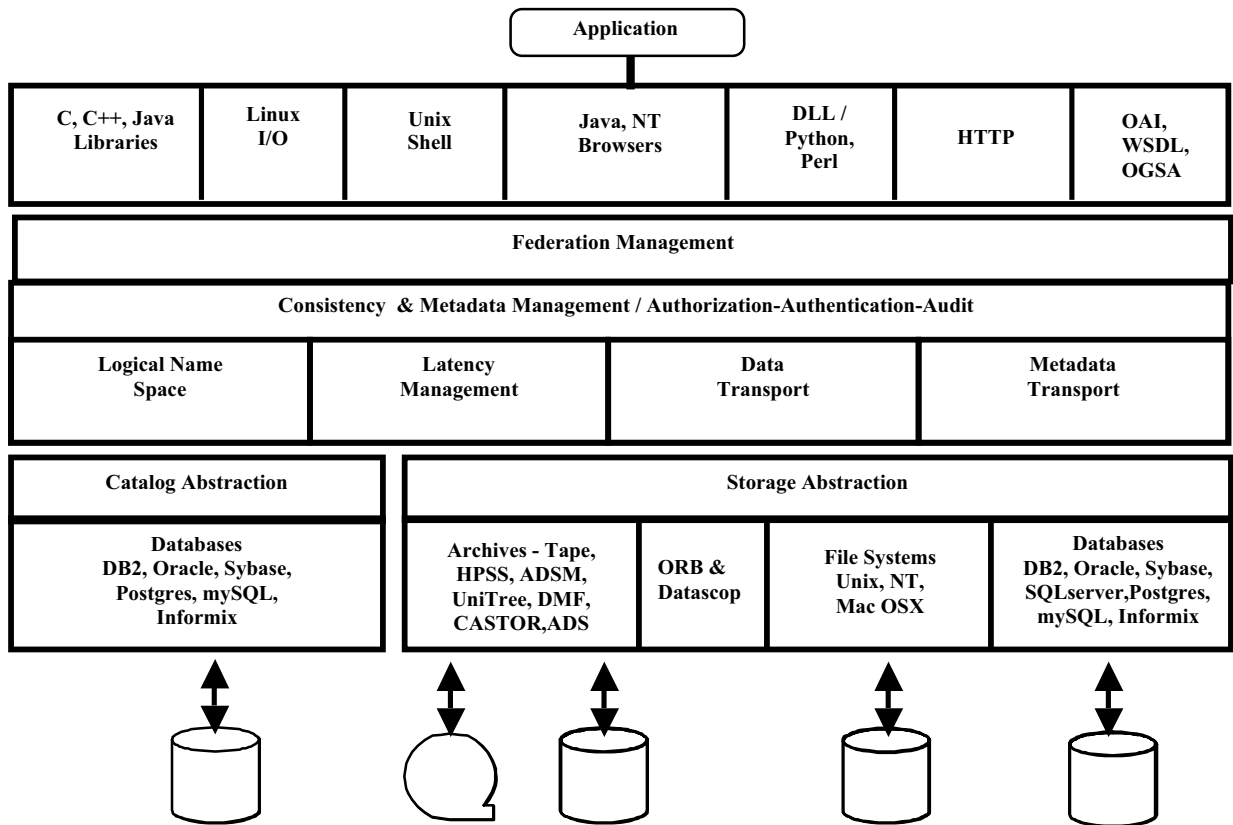 Application
C, C++, Java
Libraries
Linux
I/O
Unix
Shell
Java, NT
Browsers
DLL /
Python,
Perl
HTTP
OAI,
WSDL,
OGSA
Federation Management
Consistency & Metadata Management / Authorization-Authentication-Audit
Logical Name
Space
Latency
Management
Data
Transport
Metadata
Transport
Catalog Abstraction
Storage Abstraction
Databases
DB2, Oracle, Sybase,
Postgres, mySQL,
Informix
Archives - Tape,
HPSS, ADSM,
UniTree, DMF,
CASTOR,ADS
ORB &
Datascop
File Systems
Unix, NT,
Mac OSX
Databases
DB2, Oracle, Sybase,
SQLserver,Postgres,
mySQL, Informix